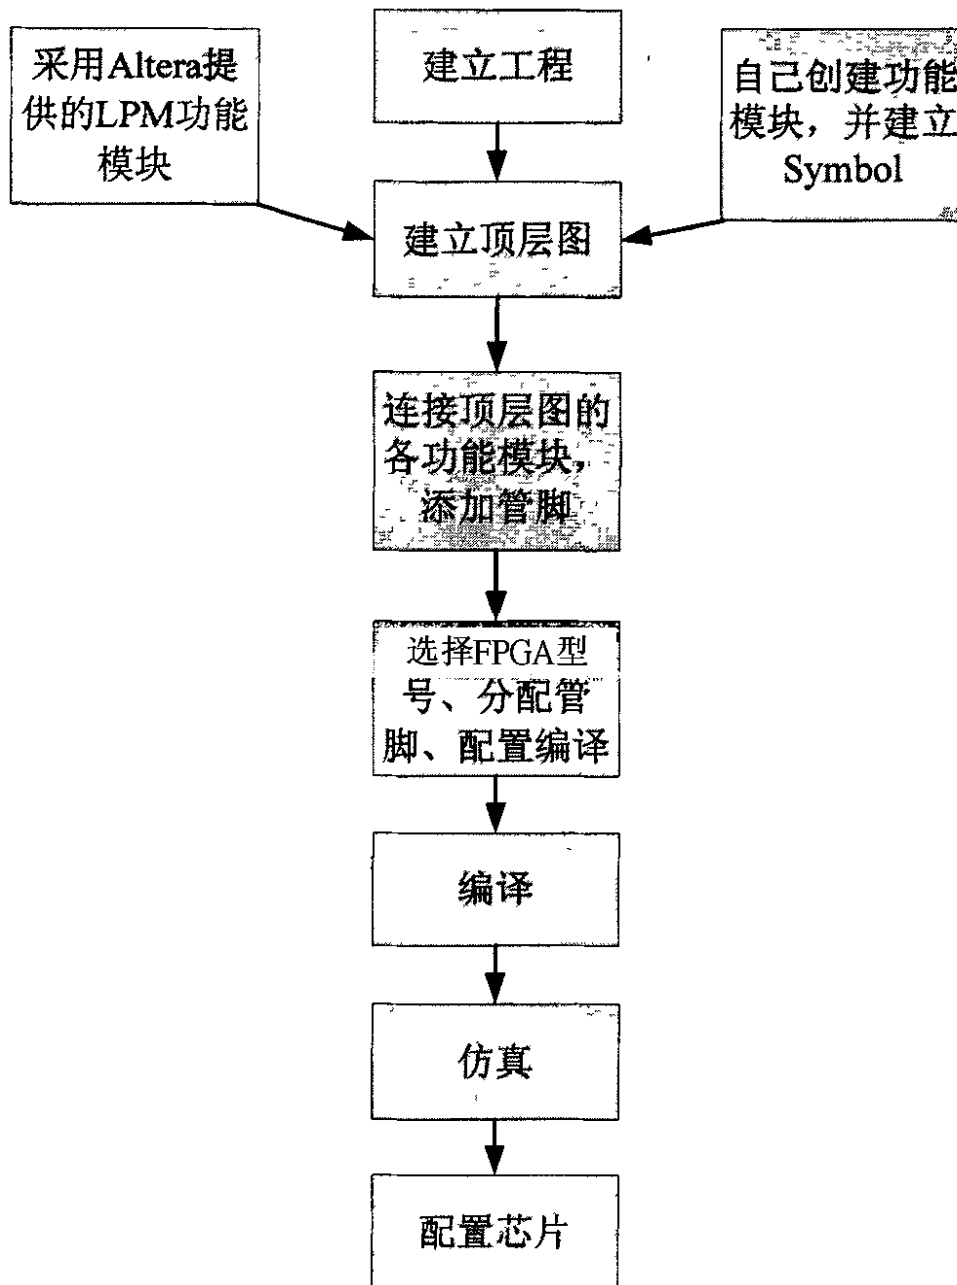 采用Altera提
供的LPM功能
模块
建立工程
自己创建功能
模块，并建立
Symbol
建立顶层图
连接顶层图的
各功能模块，
添加管脚
选择FPGA型
号、分配管
脚、配置编译
编译
仿真
配置芯片